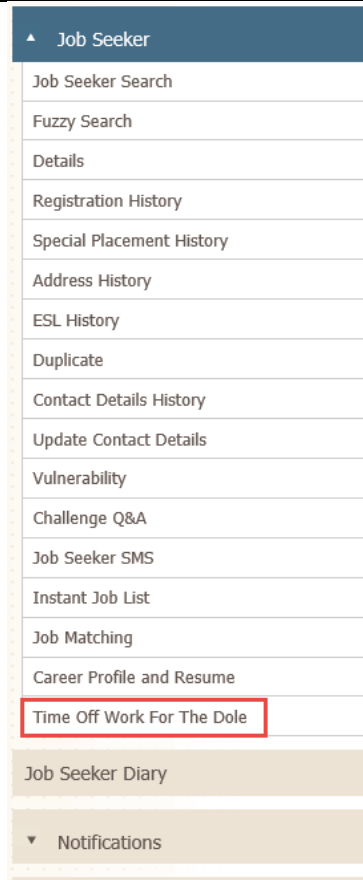 Job Seeker
Job Seeker Search
Fuzzy Search
Details
Registration History
Special Placement History
Address History
ESL History
Duplicate
Contact Details History
Update Contact Details
Vulnerability
Challenge Q&A
Job Seeker SMS
Instant Job List
Job Matching
Career Profile and Resume
Time Off Work For The Dole
Job Seeker Diary
Notifications